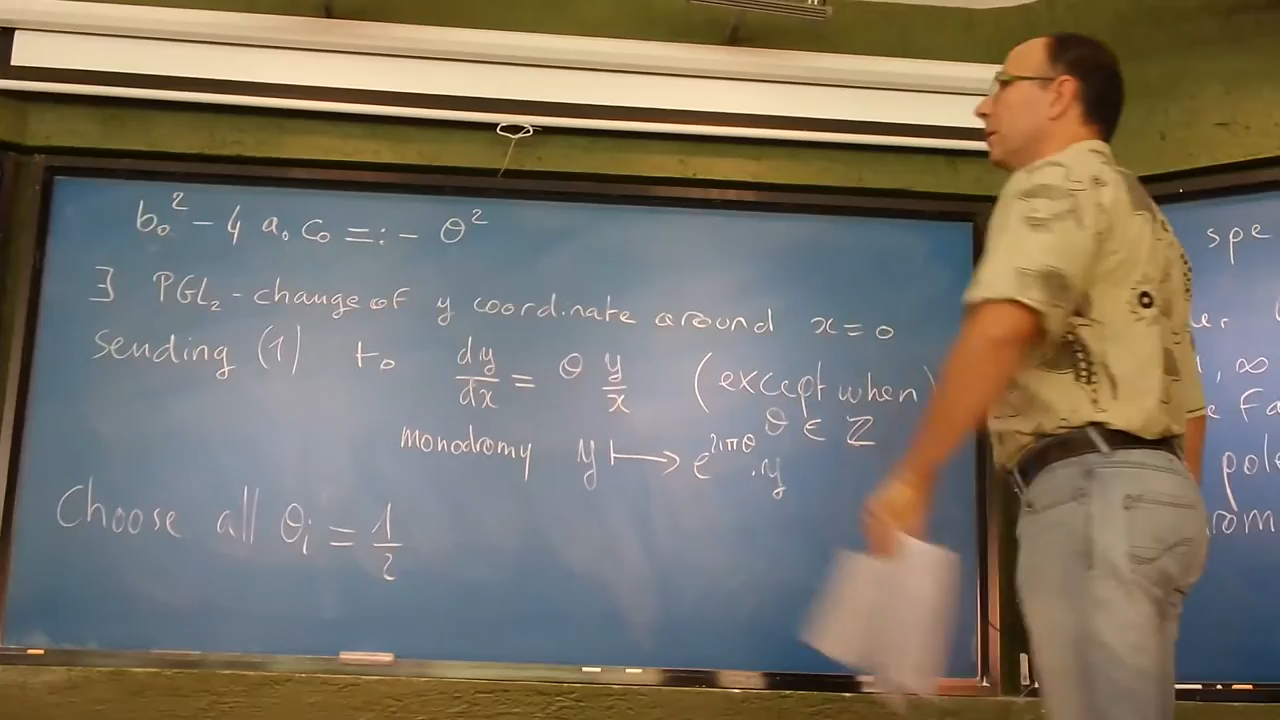 b₀² - 4 a₀ c₀ =: - θ²
∃ PGL₂ - change of y coordinate around x = 0
sending (1) to dy/dx = θ y/x (except when θ ∈ ℤ
monodromy y ↦ e^{2iπθ} . y
Choose all θᵢ = 1/2
spe
, ∞
pole